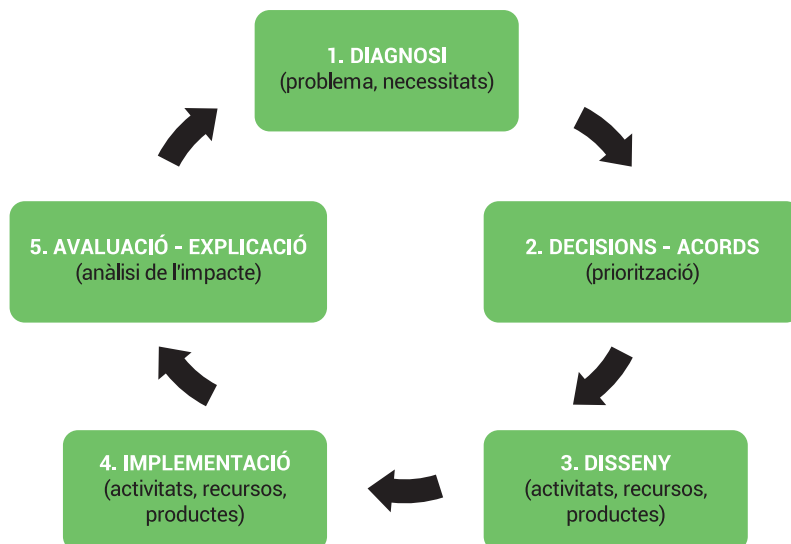 1. DIAGNOSI
(problema, necessitats)
2. DECISIONS - ACORDS
(priorització)
3. DISSENY
(activitats, recursos,
productes)
4. IMPLEMENTACIÓ
(activitats, recursos,
productes)
5. AVALUACIÓ - EXPLICACIÓ
(anàlisi de l'impacte)